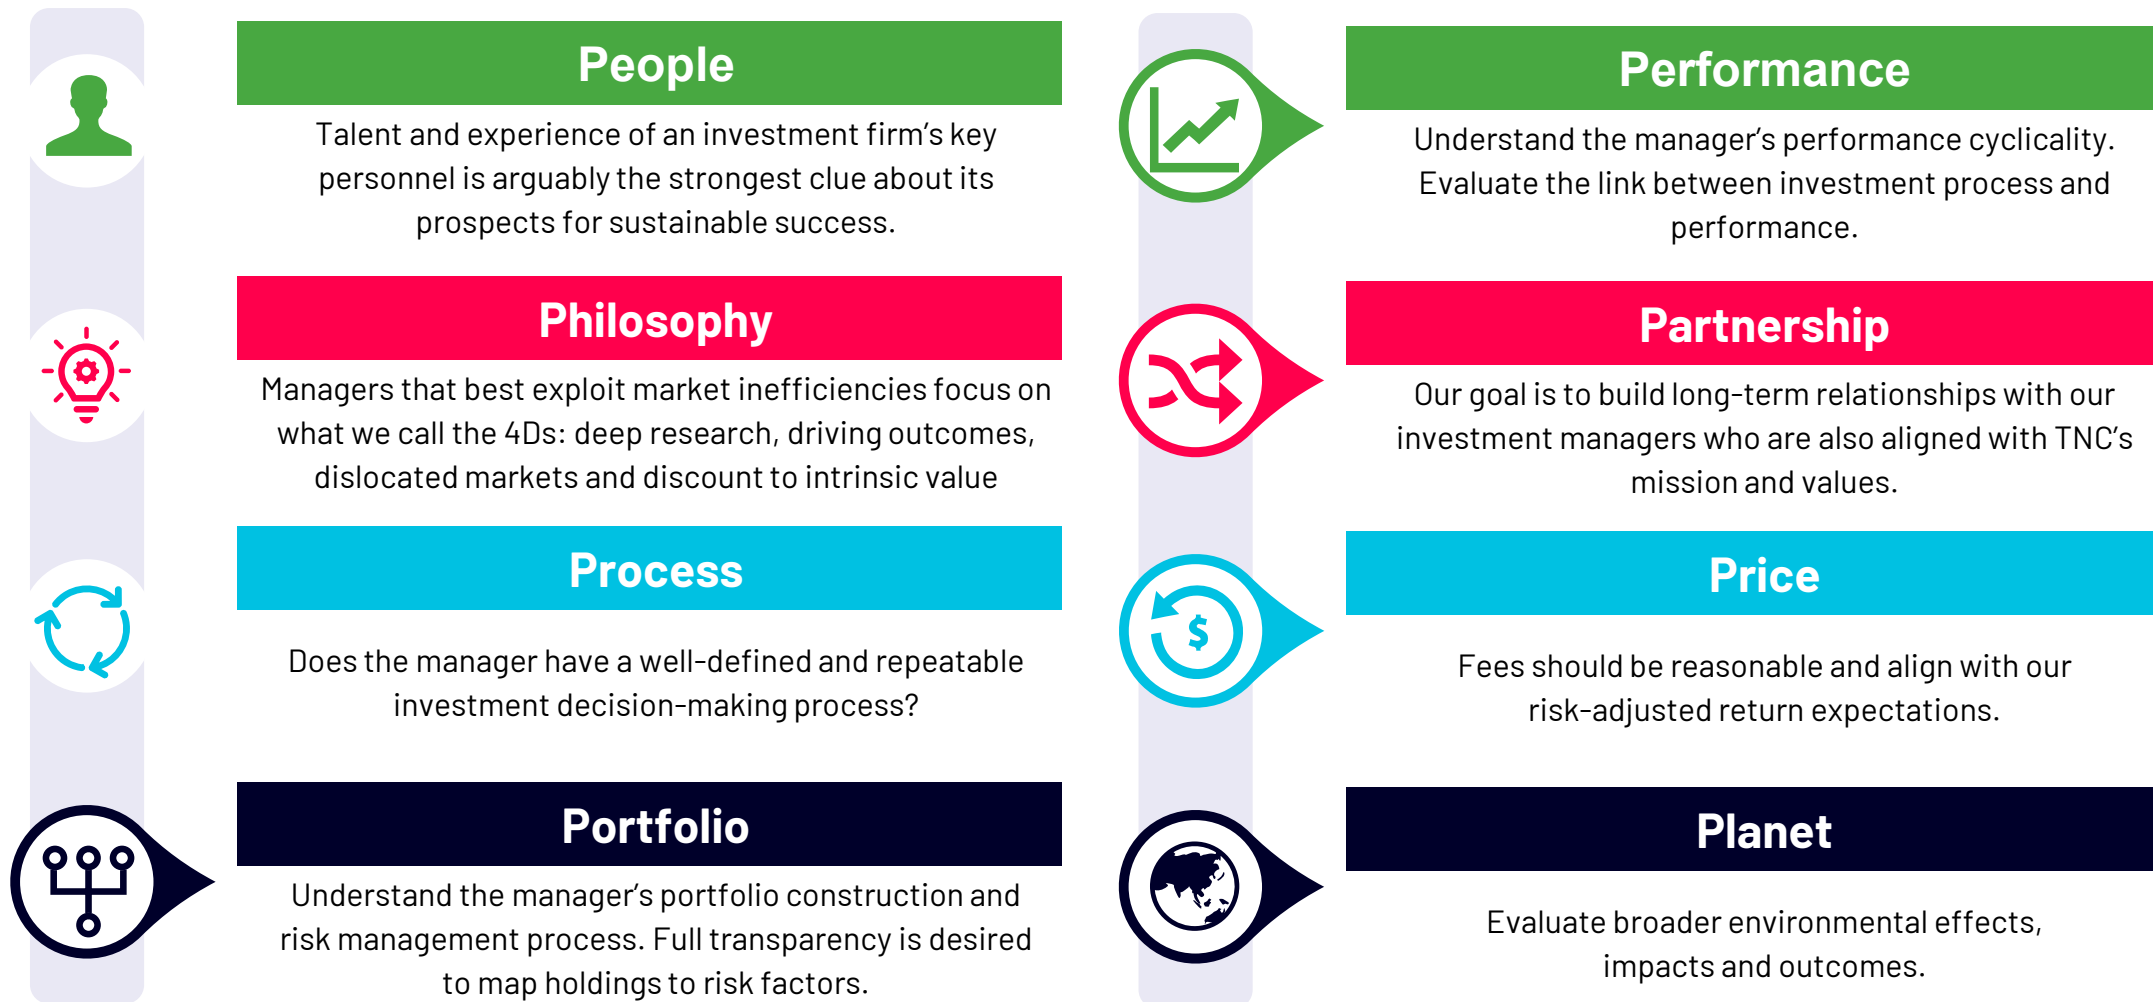 People
Talent and experience of an investment firm’s key
personnel is arguably the strongest clue about its
prospects for sustainable success.
Philosophy
Managers that best exploit market inefficiencies focus on
what we call the 4Ds: deep research, driving outcomes,
dislocated markets and discount to intrinsic value
Process
Does the manager have a well-defined and repeatable
investment decision-making process?
Portfolio
Understand the manager’s portfolio construction and
risk management process. Full transparency is desired
to map holdings to risk factors.
Performance
Understand the manager’s performance cyclicality.
Evaluate the link between investment process and
performance.
Partnership
Our goal is to build long-term relationships with our
investment managers who are also aligned with TNC’s
mission and values.
Price
$
Fees should be reasonable and align with our
risk-adjusted return expectations.
Planet
Evaluate broader environmental effects,
impacts and outcomes.